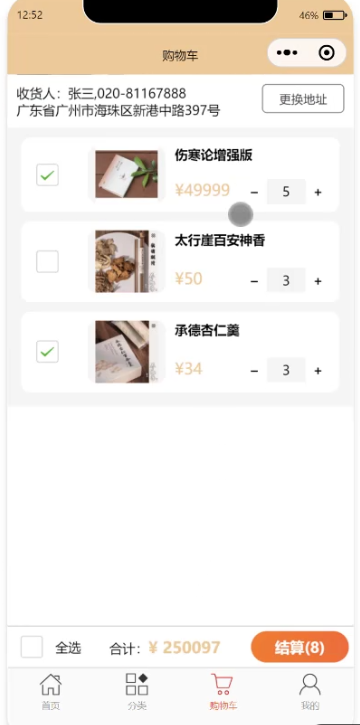 12:52
46%
购物车
收货人：张三,020-81167888
广东省广州市海珠区新港中路397号
更换地址
伤寒论增强版
¥49999
－ 5 +
太行崖百安神香
¥50
－ 3 +
承德杏仁羹
¥34
－ 3 +
全选
合计：¥ 250097
结算(8)
首页
分类
购物车
我的